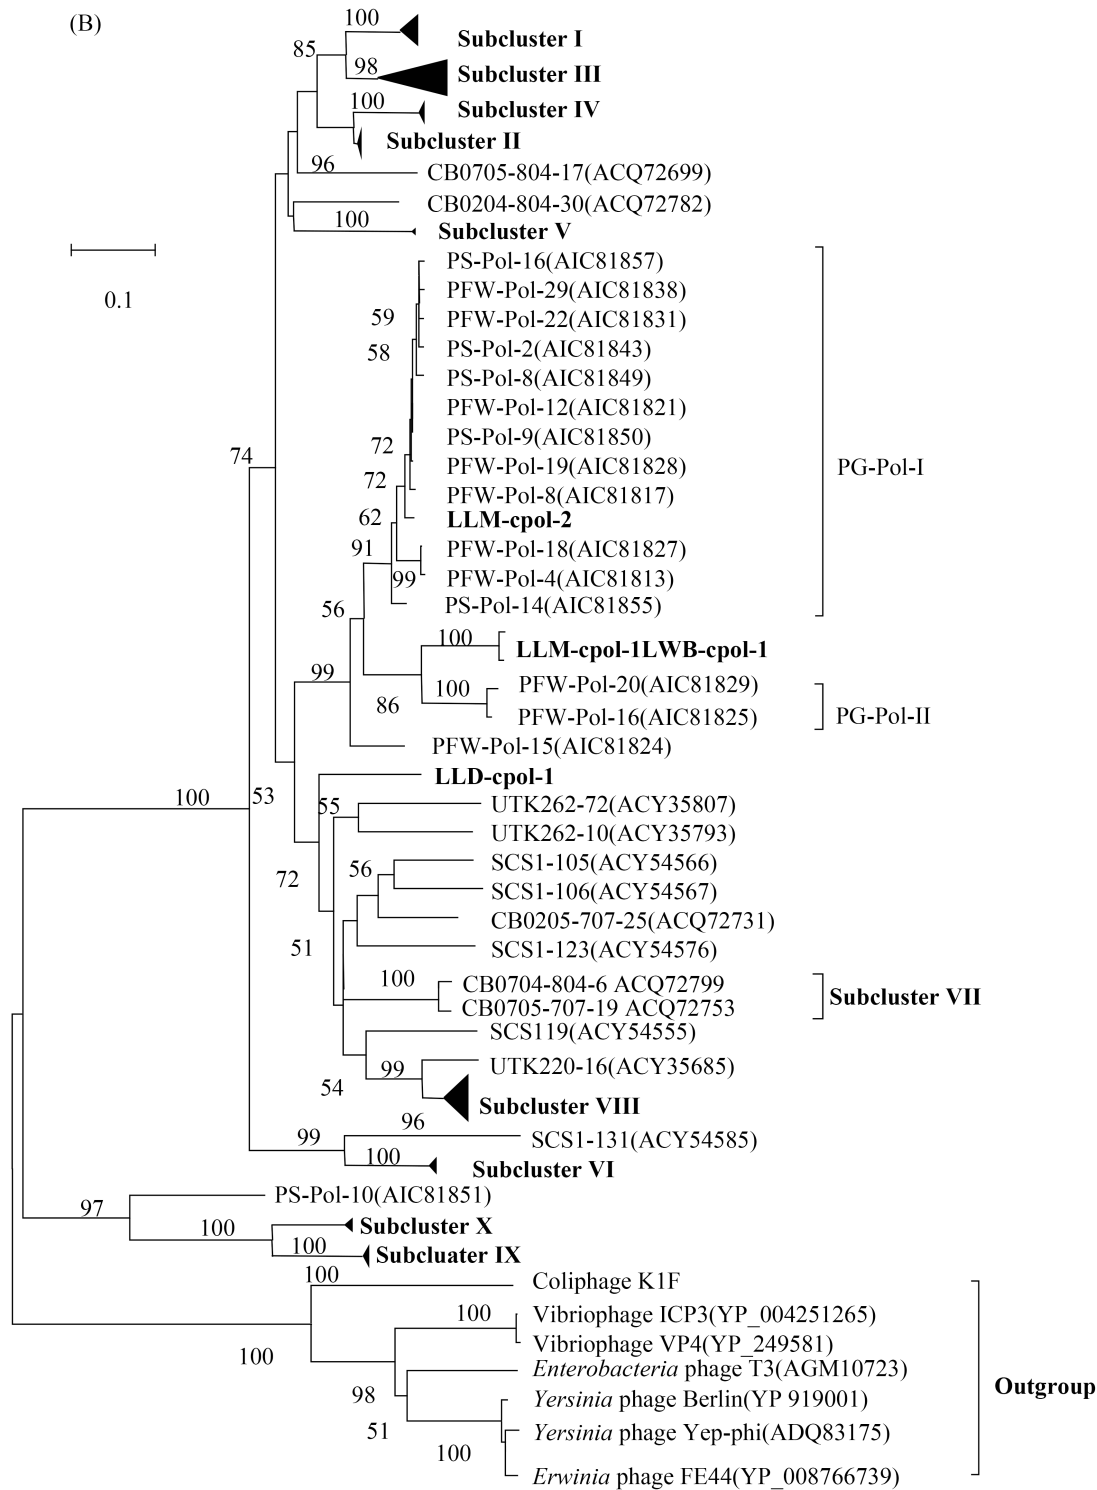 (B)
100
Subcluster I
85
98
Subcluster III
100
Subcluster IV
Subcluster II
96
CB0705-804-17(ACQ72699)
CB0204-804-30(ACQ72782)
100
Subcluster V
0.1
PS-Pol-16(AIC81857)
PFW-Pol-29(AIC81838)
59
PFW-Pol-22(AIC81831)
58
PS-Pol-2(AIC81843)
PS-Pol-8(AIC81849)
PFW-Pol-12(AIC81821)
PS-Pol-9(AIC81850)
72
74
PFW-Pol-19(AIC81828)
PG-Pol-I
72
PFW-Pol-8(AIC81817)
62
LLM-cpol-2
91
PFW-Pol-18(AIC81827)
99
PFW-Pol-4(AIC81813)
56
PS-Pol-14(AIC81855)
100
LLM-cpol-1LWB-cpol-1
99
100
PFW-Pol-20(AIC81829)
86
PFW-Pol-16(AIC81825)
PG-Pol-II
PFW-Pol-15(AIC81824)
LLD-cpol-1
100
53
55
UTK262-72(ACY35807)
UTK262-10(ACY35793)
56
SCS1-105(ACY54566)
72
SCS1-106(ACY54567)
CB0205-707-25(ACQ72731)
51
SCS1-123(ACY54576)
100
CB0704-804-6 ACQ72799
Subcluster VII
CB0705-707-19 ACQ72753
SCS119(ACY54555)
99
UTK220-16(ACY35685)
54
Subcluster VIII
96
99
SCS1-131(ACY54585)
100
Subcluster VI
97
PS-Pol-10(AIC81851)
100
Subcluster X
100
Subcluater IX
100
Coliphage K1F
100
Vibriophage ICP3(YP_004251265)
Vibriophage VP4(YP_249581)
100
Enterobacteria phage T3(AGM10723)
98
Outgroup
Yersinia phage Berlin(YP 919001)
51
Yersinia phage Yep-phi(ADQ83175)
100
Erwinia phage FE44(YP_008766739)